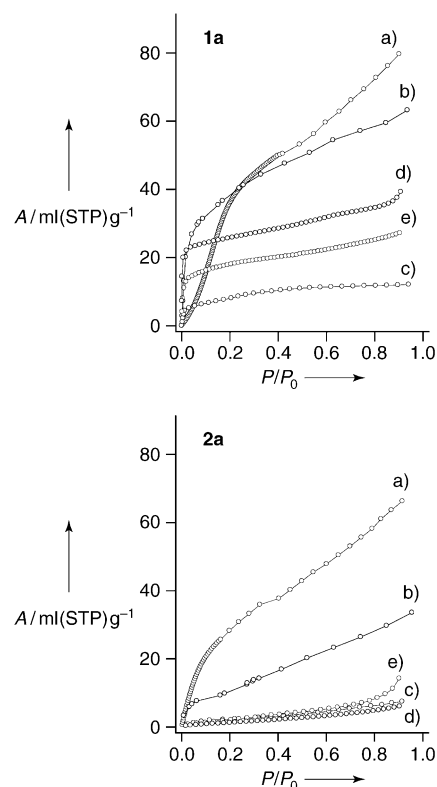 1a
a)
80
b)
60
40
d)
A / ml(STP) g⁻¹
e)
20
c)
0
0.0 0.2 0.4 0.6 0.8 1.0
P/P₀
2a
80
a)
60
40
b)
A / ml(STP) g⁻¹
20
e)
c)
d)
0
0.0 0.2 0.4 0.6 0.8 1.0
P/P₀